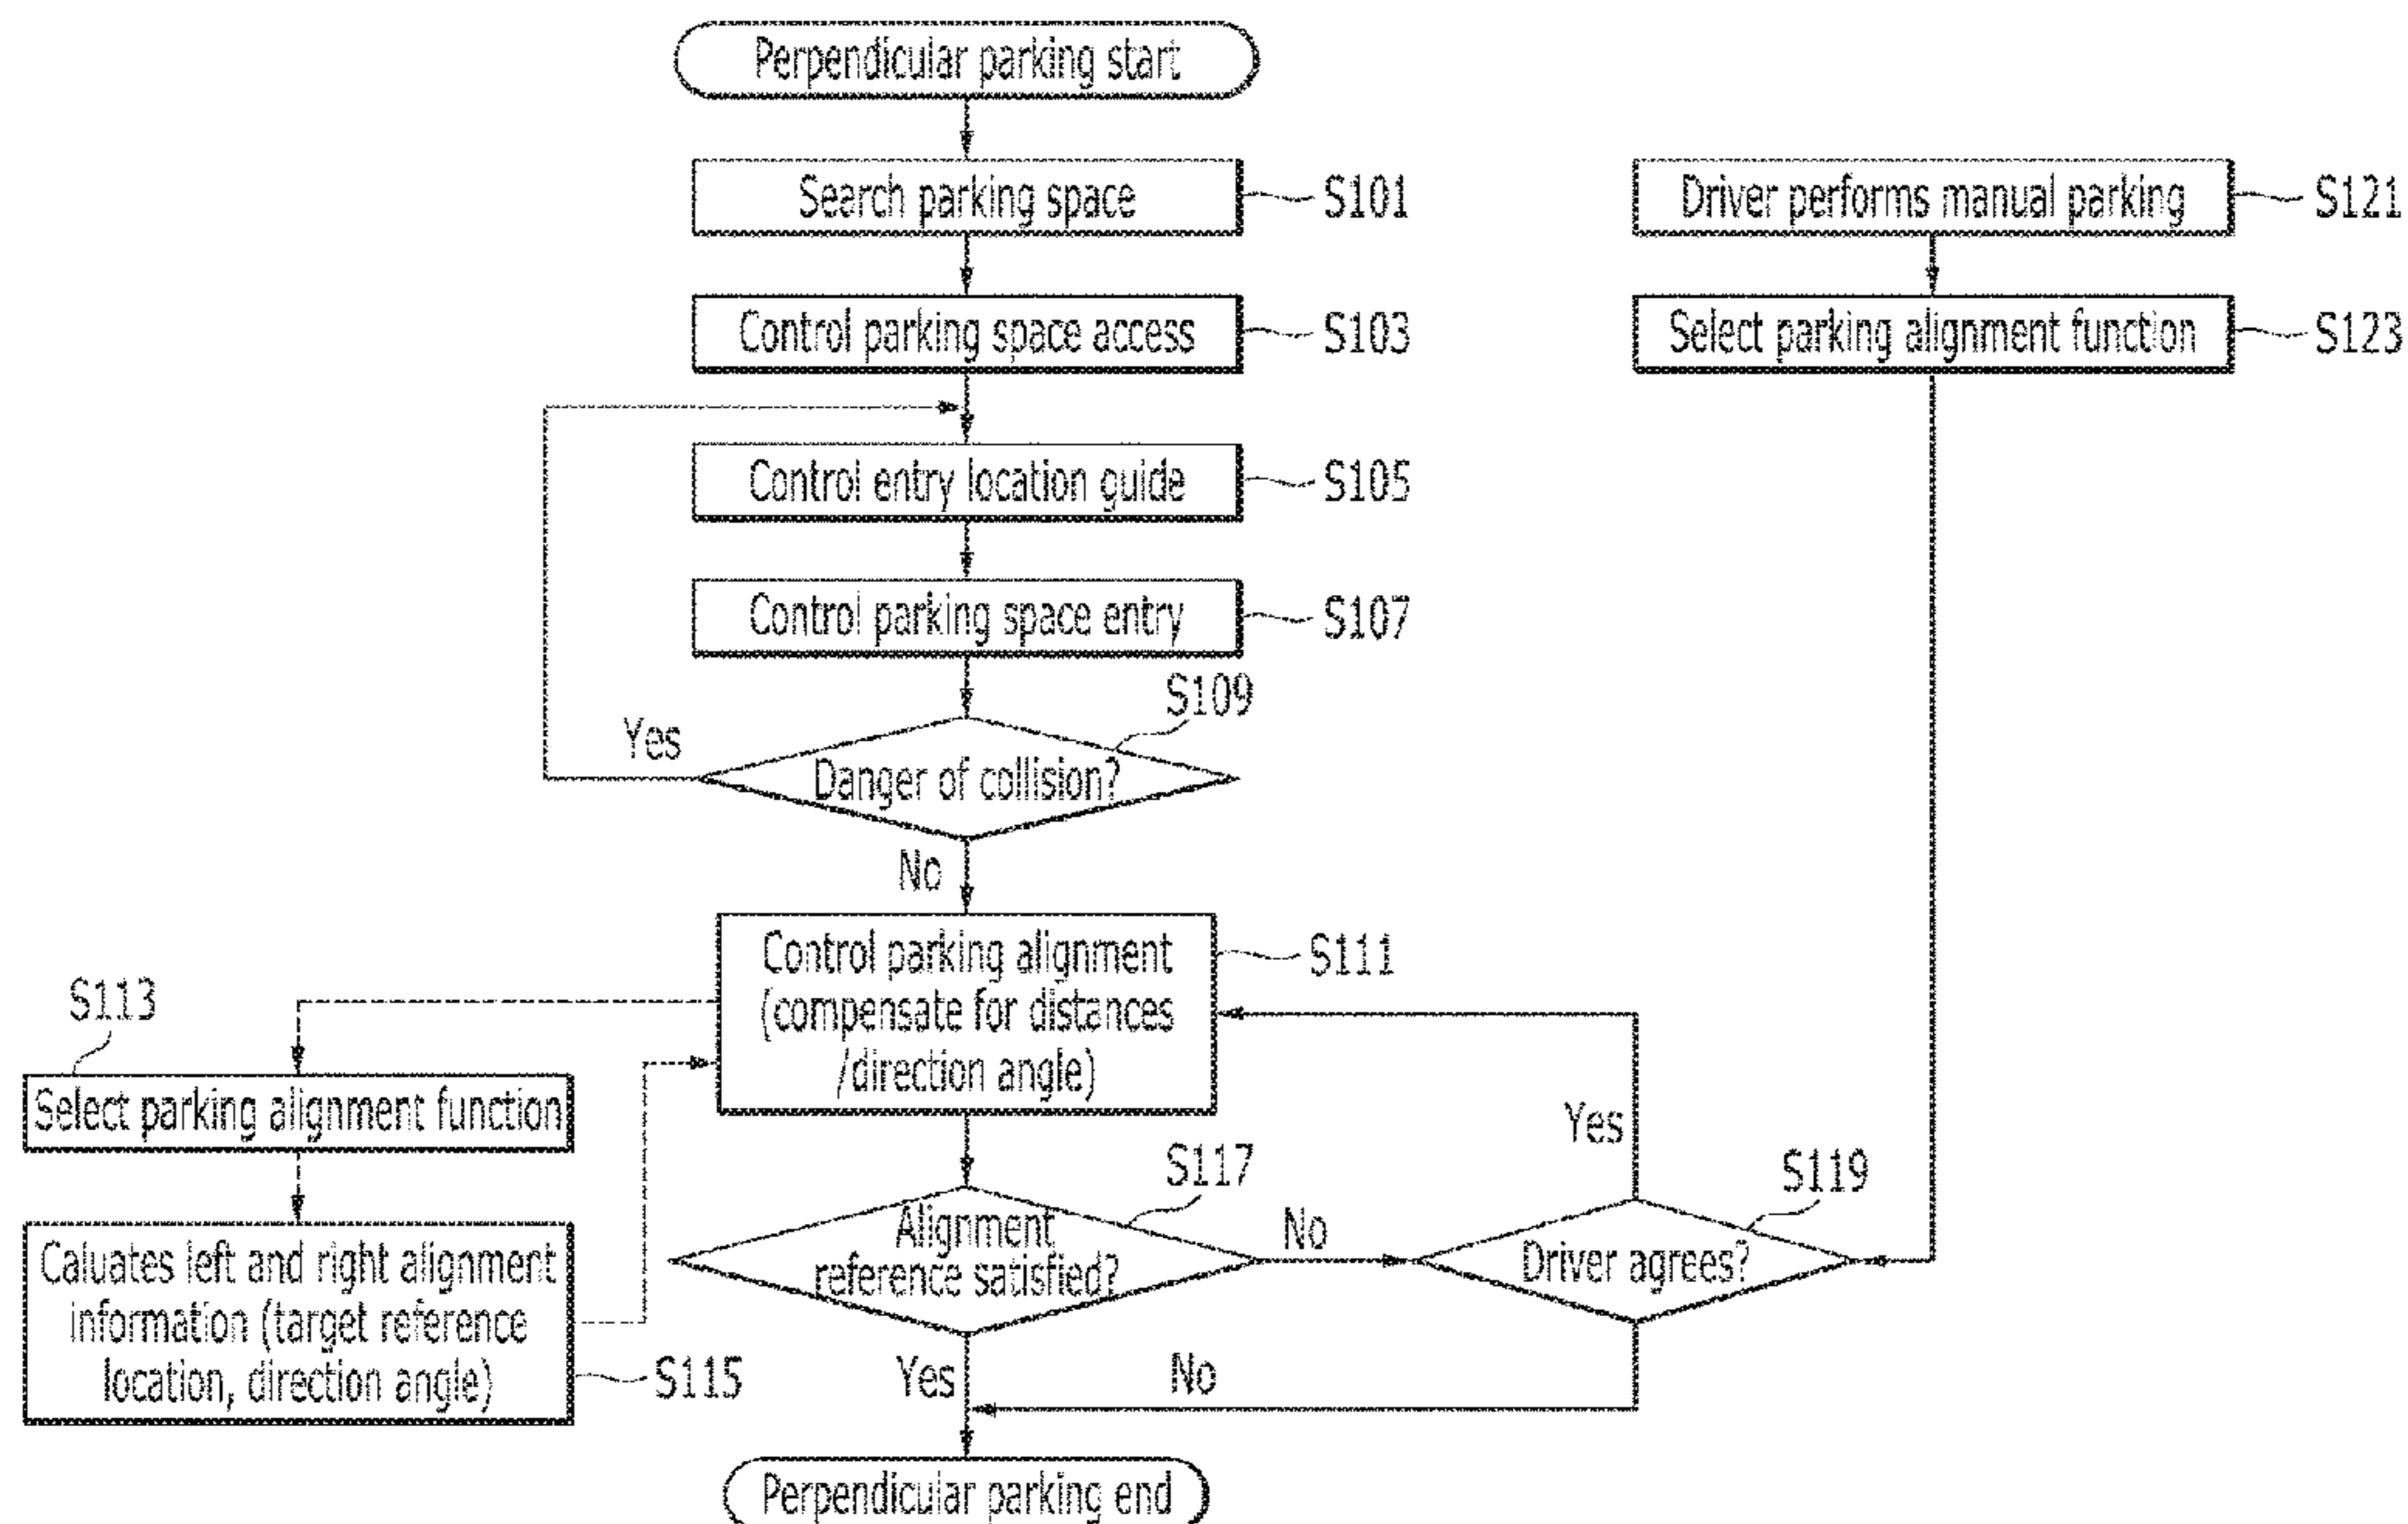 Perpendicular parking start
Search parking space
S101
Driver performs manual parking
S121
Control parking space access
S103
Select parking alignment function
S123
Control entry location guide
S105
Control parking space entry
S107
S109
Yes
Danger of collision?
No
Control parking alignment
(compensate for distances
/direction angle)
S111
S113
Select parking alignment function
Yes
S117
S119
Alignment
reference satisfied?
No
Driver agrees?
Caluates left and right alignment
information (target reference
location, direction angle)
S115
Yes
No
Perpendicular parking end